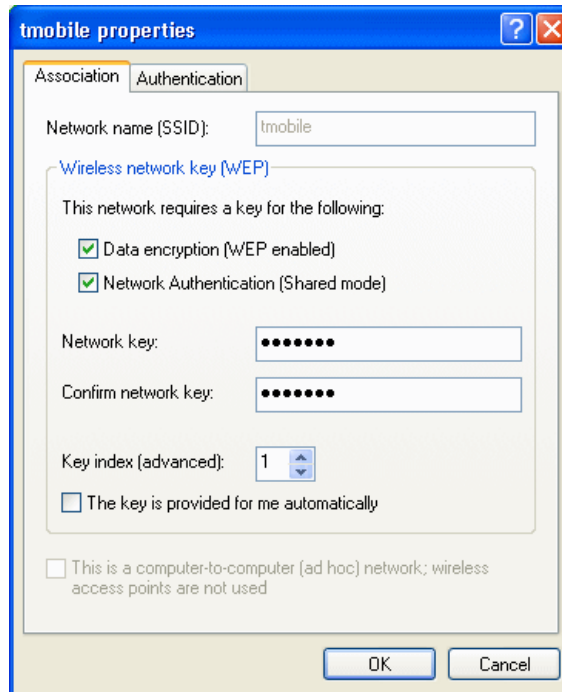 tmobile properties
Association
Authentication
Network name (SSID):
tmobile
Wireless network key (WEP)
This network requires a key for the following:
Data encryption (WEP enabled)
Network Authentication (Shared mode)
Network key:
•••••••
Confirm network key:
•••••••
Key index (advanced):
1
The key is provided for me automatically
This is a computer-to-computer (ad hoc) network; wireless
access points are not used
OK
Cancel